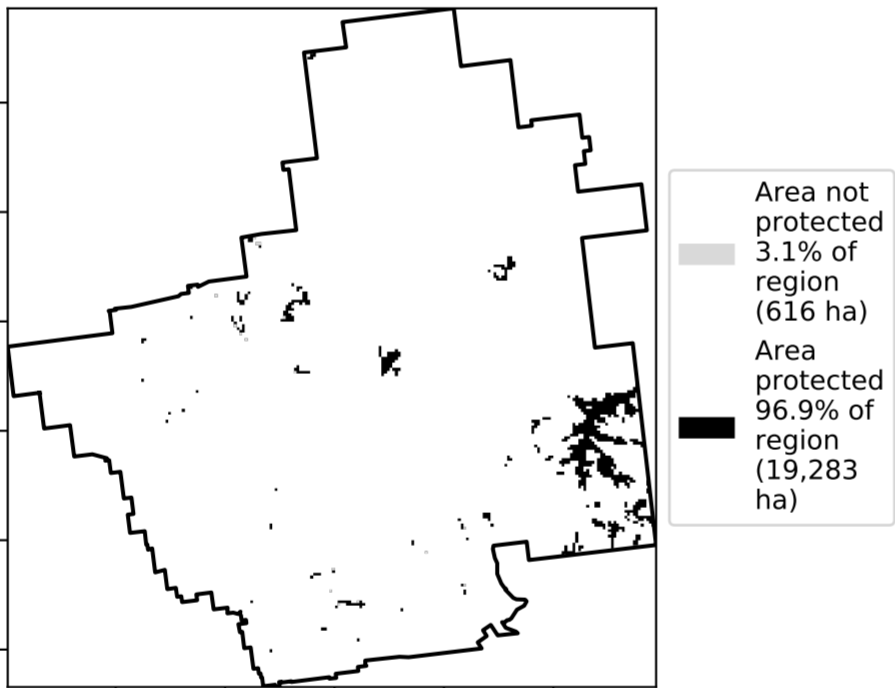 Area not
protected
3.1% of
region
(616 ha)
Area
protected
96.9% of
region
(19,283
ha)